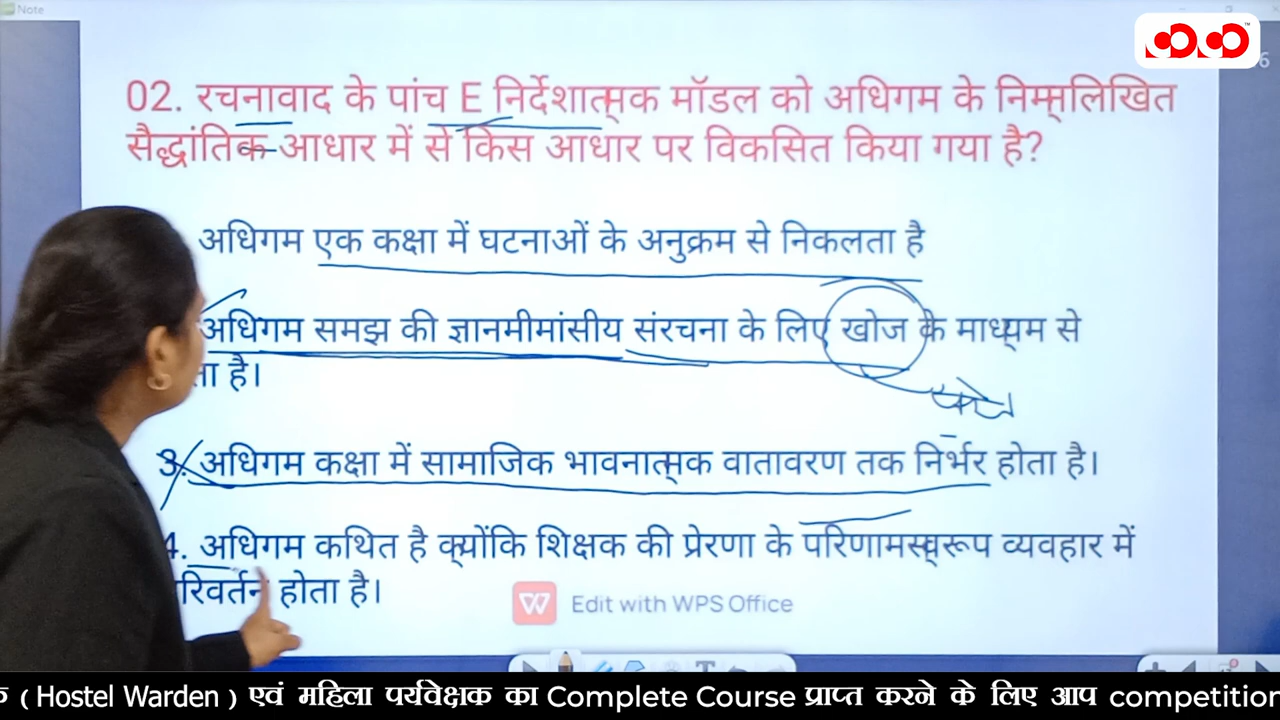 Note
02. रचनावाद के पांच E निर्देशात्मक मॉडल को अधिगम के निम्नलिखित
सैद्धांतिक आधार में से किस आधार पर विकसित किया गया है?
अधिगम एक कक्षा में घटनाओं के अनुक्रम से निकलता है
अधिगम समझ की ज्ञानमीमांसीय संरचना के लिए खोज के माध्यम से
ता है।
3. अधिगम कक्षा में सामाजिक भावनात्मक वातावरण तक निर्भर होता है।
4. अधिगम कथित है क्योंकि शिक्षक की प्रेरणा के परिणामस्वरूप व्यवहार में
रिवर्तन होता है।
Edit with WPS Office
( Hostel Warden ) एवं महिला पर्यवेक्षक का Complete Course प्राप्त करने के लिए आप competition